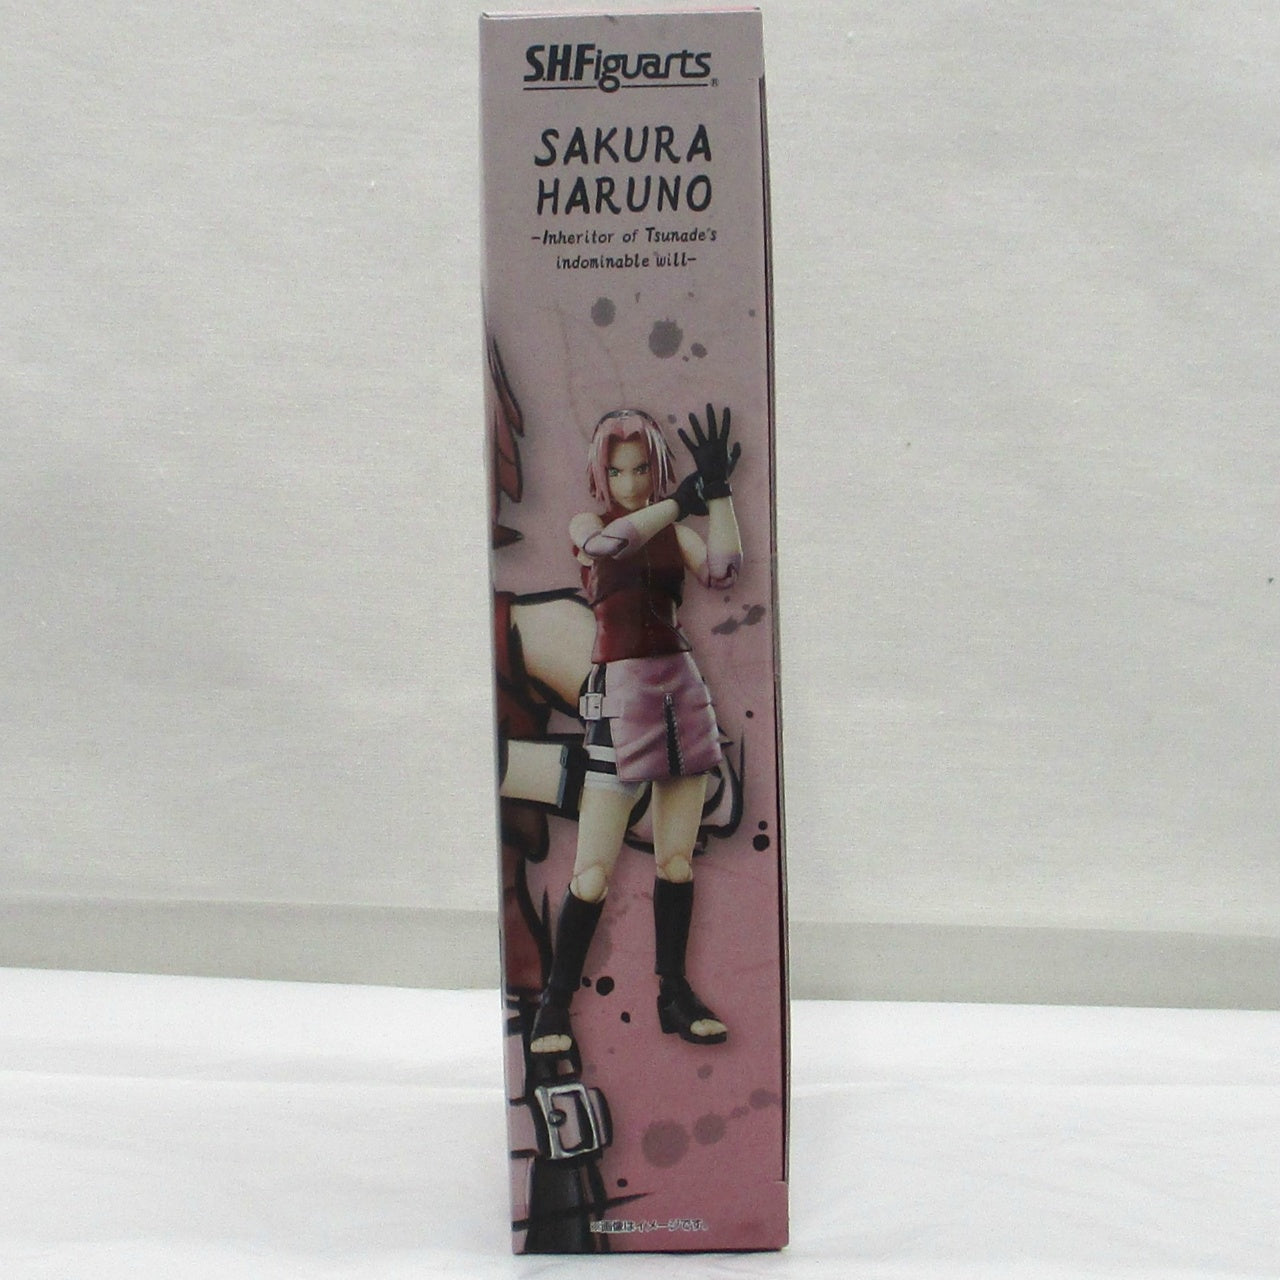 S.H.Figuarts®
SAKURA
HARUNO
-Inheritor of Tsunade's
indominable will-
※画像はイメージです。